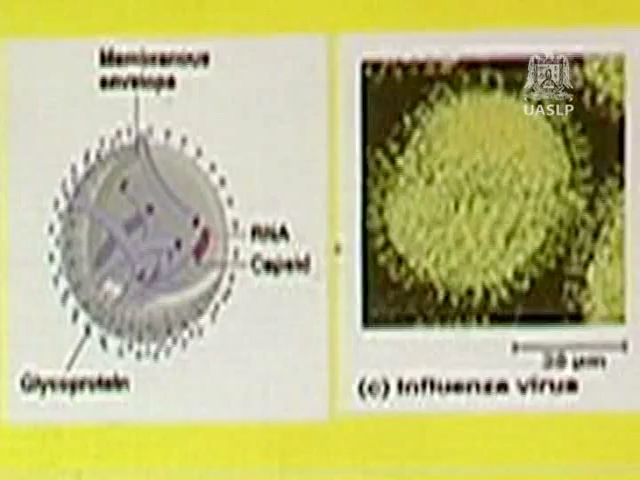 Membranous
envelope
RNA
Capsid
Glycoprotein
UASLP
(c) Influenza virus